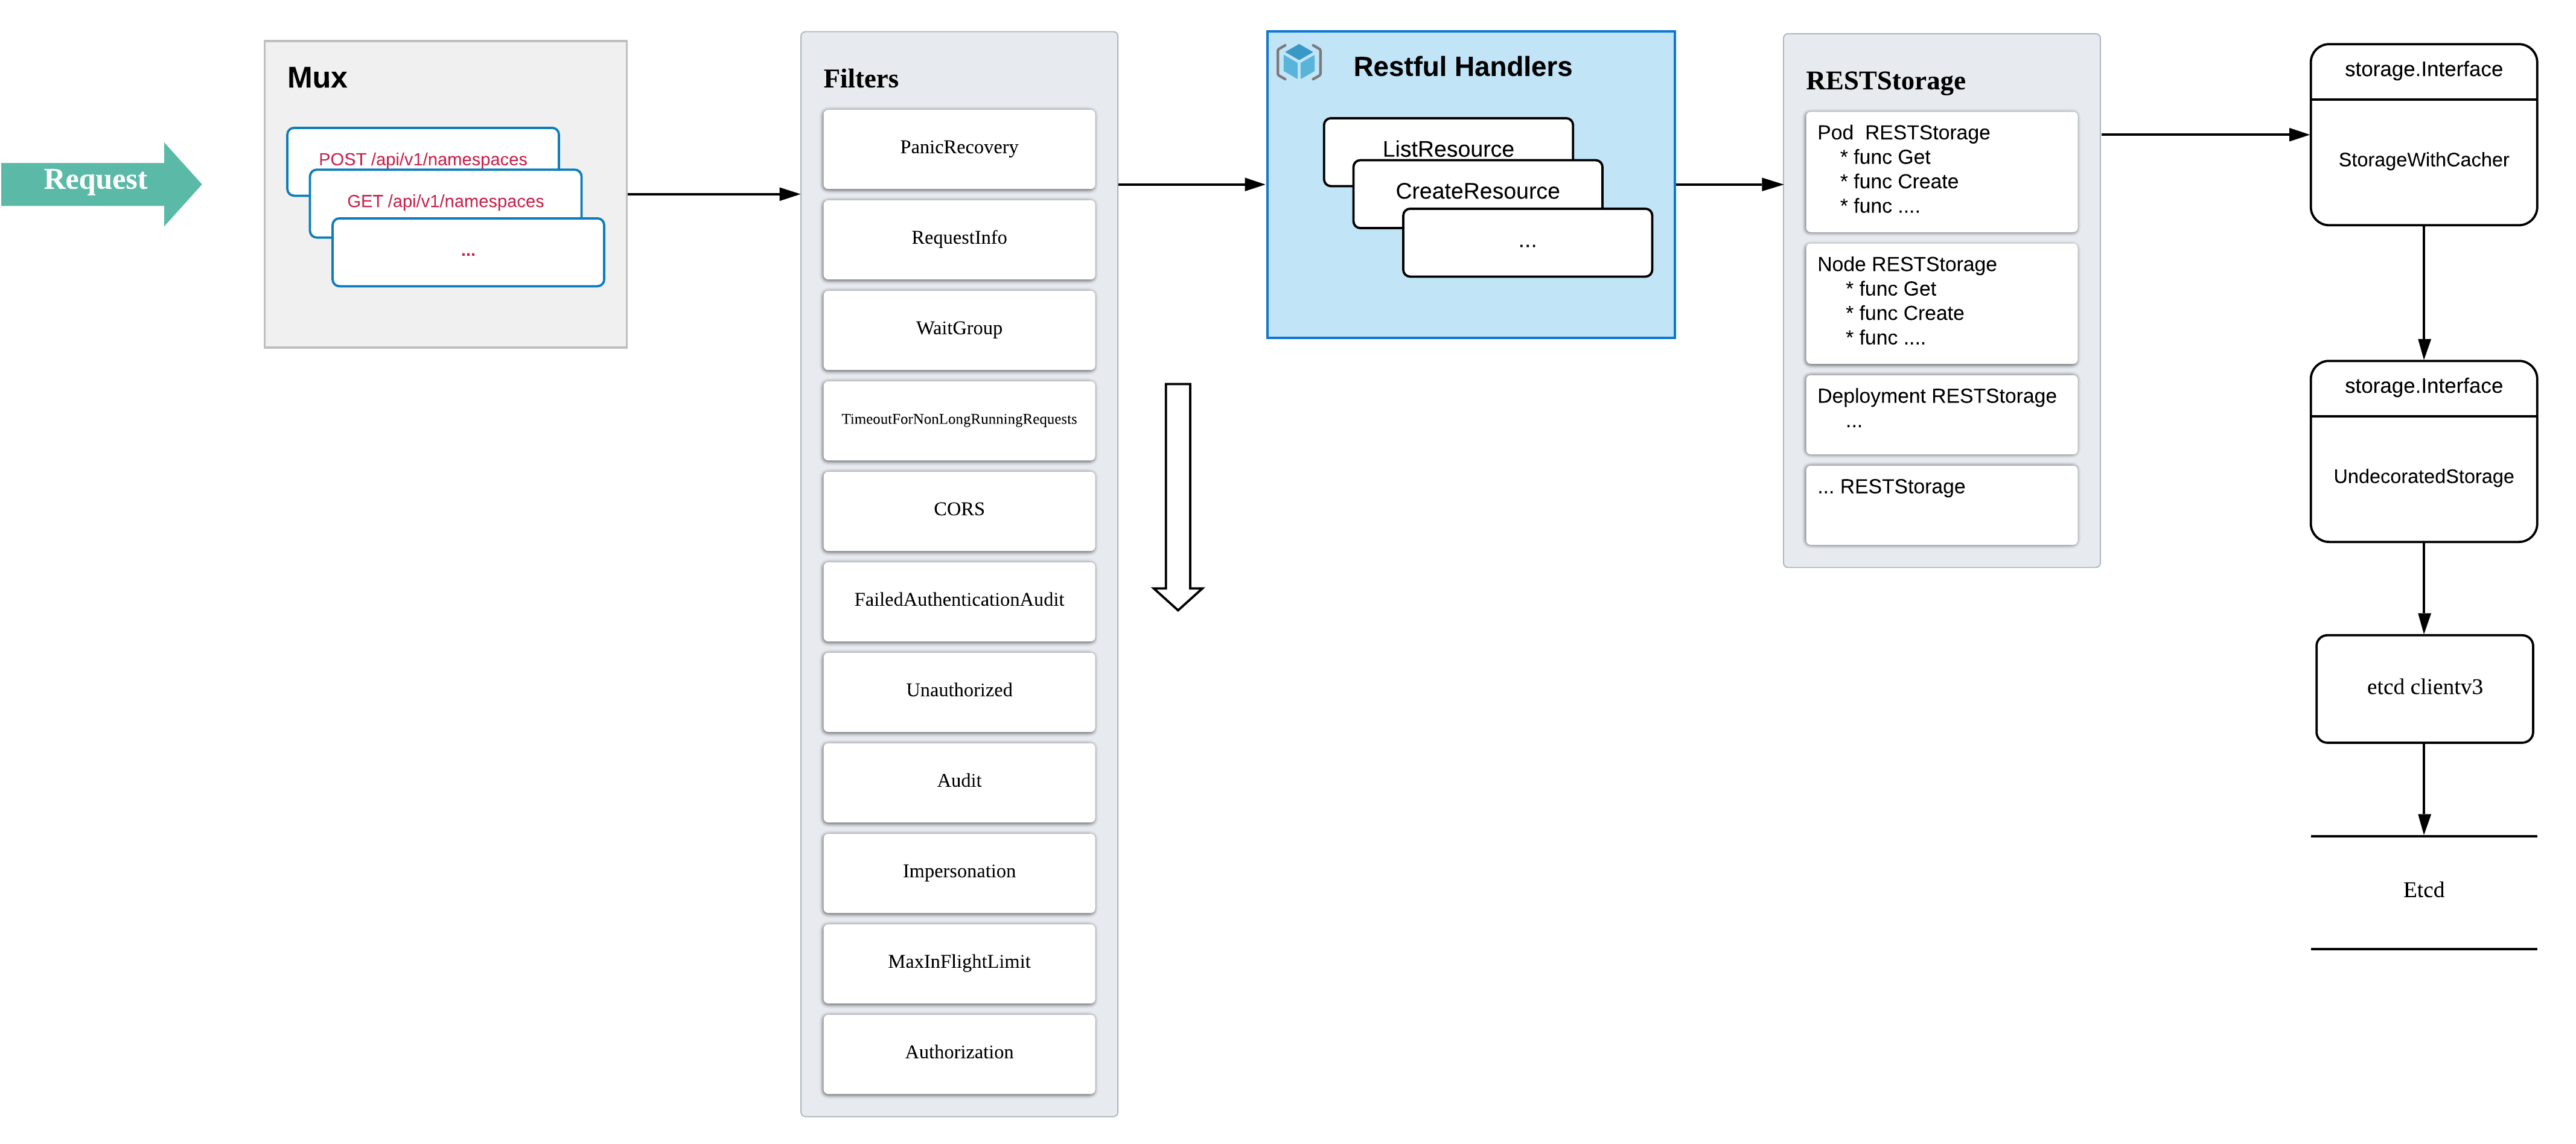 Request
Mux
POST /api/v1/namespaces
GET /api/v1/namespaces
...
Filters
PanicRecovery
RequestInfo
WaitGroup
TimeoutForNonLongRunningRequests
CORS
FailedAuthenticationAudit
Unauthorized
Audit
Impersonation
MaxInFlightLimit
Authorization
Restful Handlers
ListResource
CreateResource
...
RESTStorage
Pod  RESTStorage
* func Get
* func Create
* func ....
Node RESTStorage
* func Get
* func Create
* func ....
Deployment RESTStorage
...
... RESTStorage
storage.Interface
StorageWithCacher
storage.Interface
UndecoratedStorage
etcd clientv3
Etcd